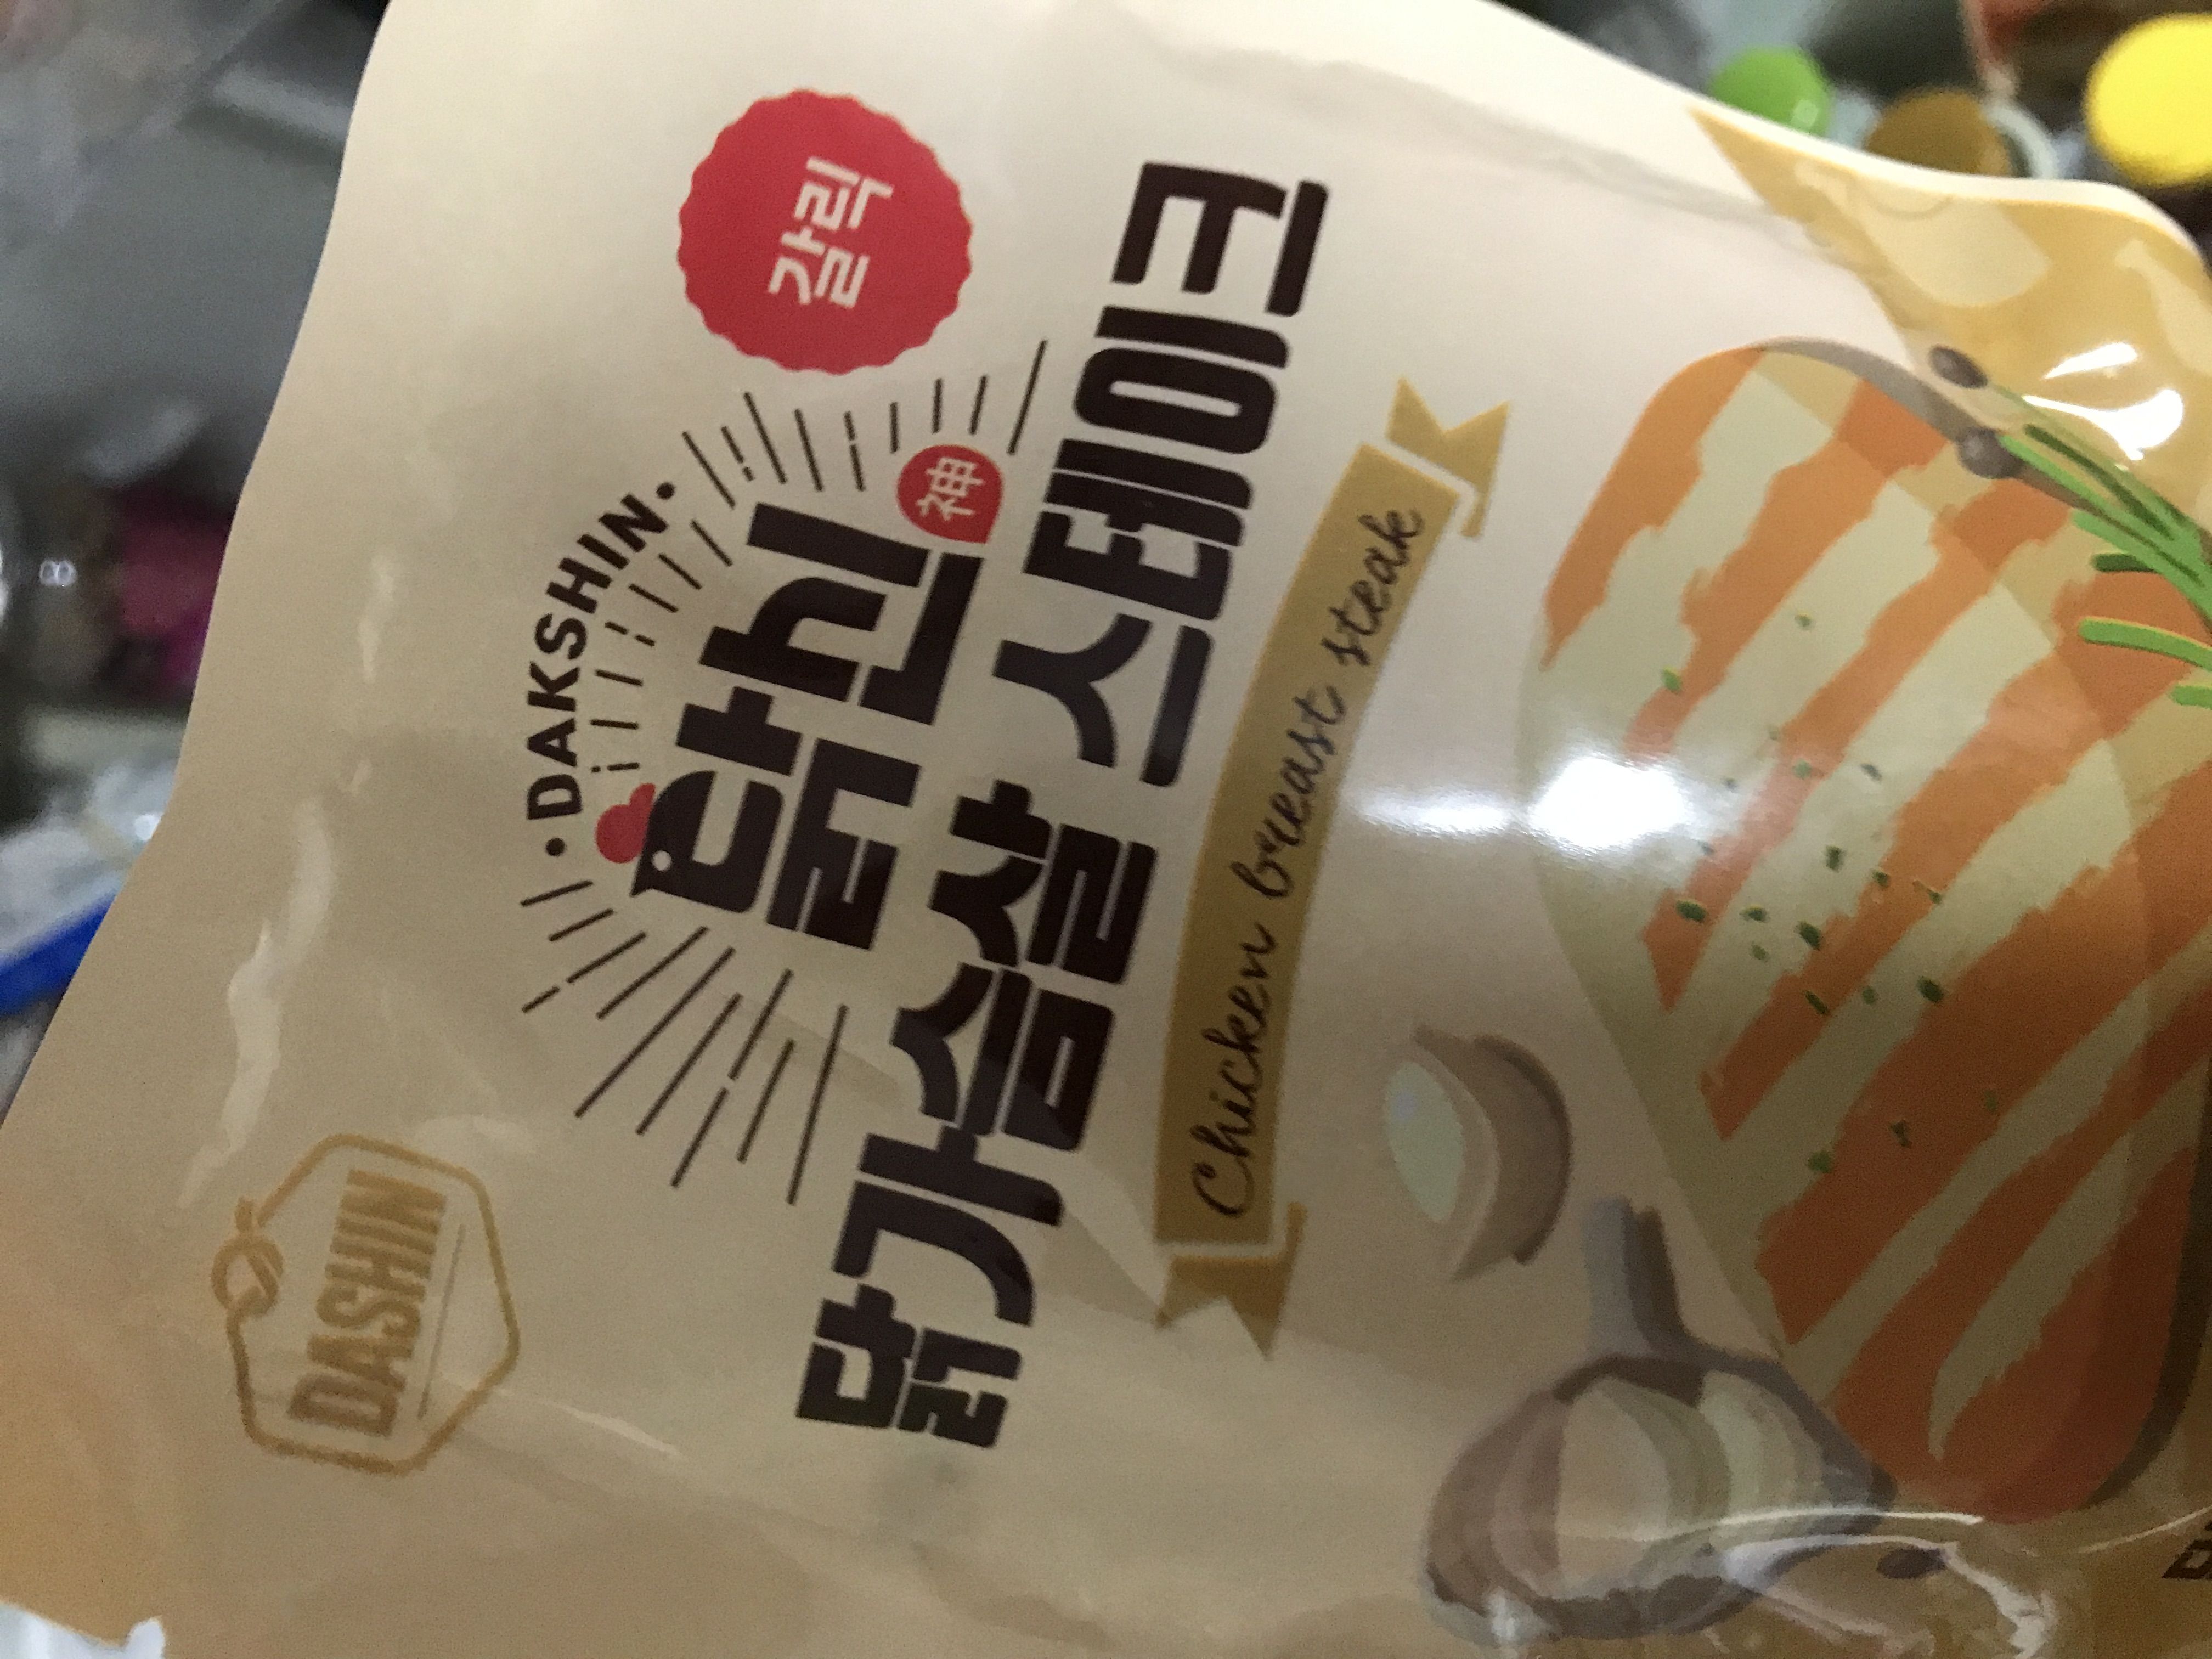 DASHIN
DAKSHIN
갈릭
닭신
神
닭가슴살 스테이크
Chicken breast steak